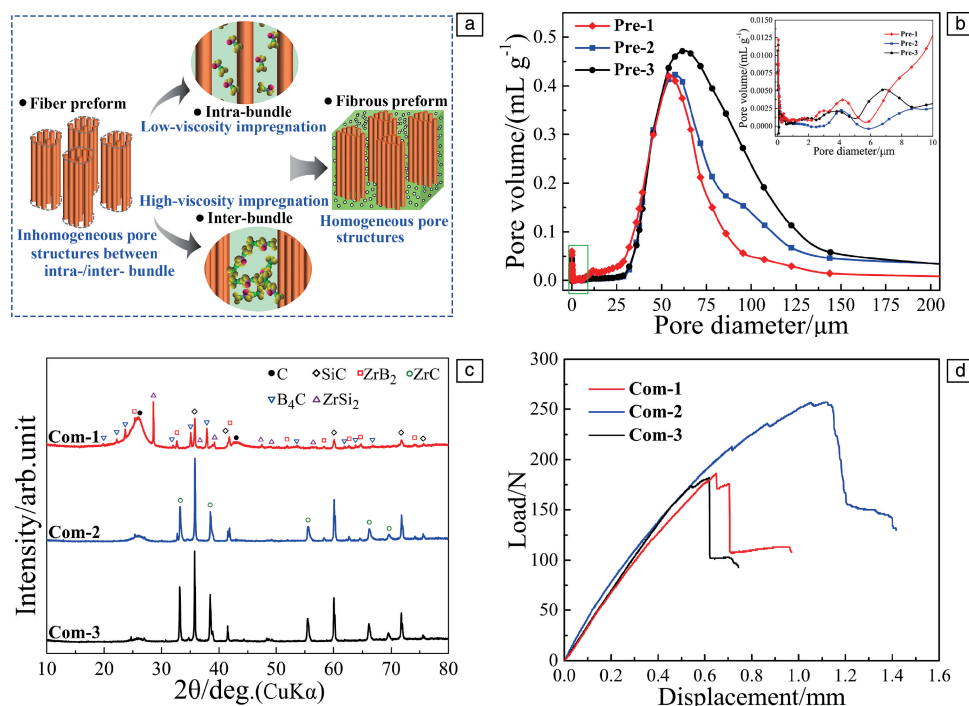 a
● Fiber preform
● Intra-bundle
Low-viscosity impregnation
● Fibrous preform
High-viscosity impregnation
● Inter-bundle
Inhomogeneous pore
structures between
intra-/inter- bundle
Homogeneous pore
structures
b
Pore volume/(mL g⁻¹)
0.5
0.4
0.3
0.2
0.1
0.0
Pre-1
Pre-2
Pre-3
0 25 50 75 100 125 150 175 200
Pore diameter/μm
Pore volume/(mL g⁻¹)
0.0150
0.0125
0.0100
0.0075
0.0050
0.0025
0.0000
Pre-1
Pre-2
Pre-3
0 2 4 6 8 10
Pore diameter/μm
c
Intensity/arb.unit
C SiC ZrB₂ ZrC
B₄C ZrSi₂
Com-1
Com-2
Com-3
10 20 30 40 50 60 70 80
2θ/deg.(CuKα)
d
Load/N
300
250
200
150
100
50
0
Com-1
Com-2
Com-3
0.0 0.2 0.4 0.6 0.8 1.0 1.2 1.4 1.6
Displacement/mm